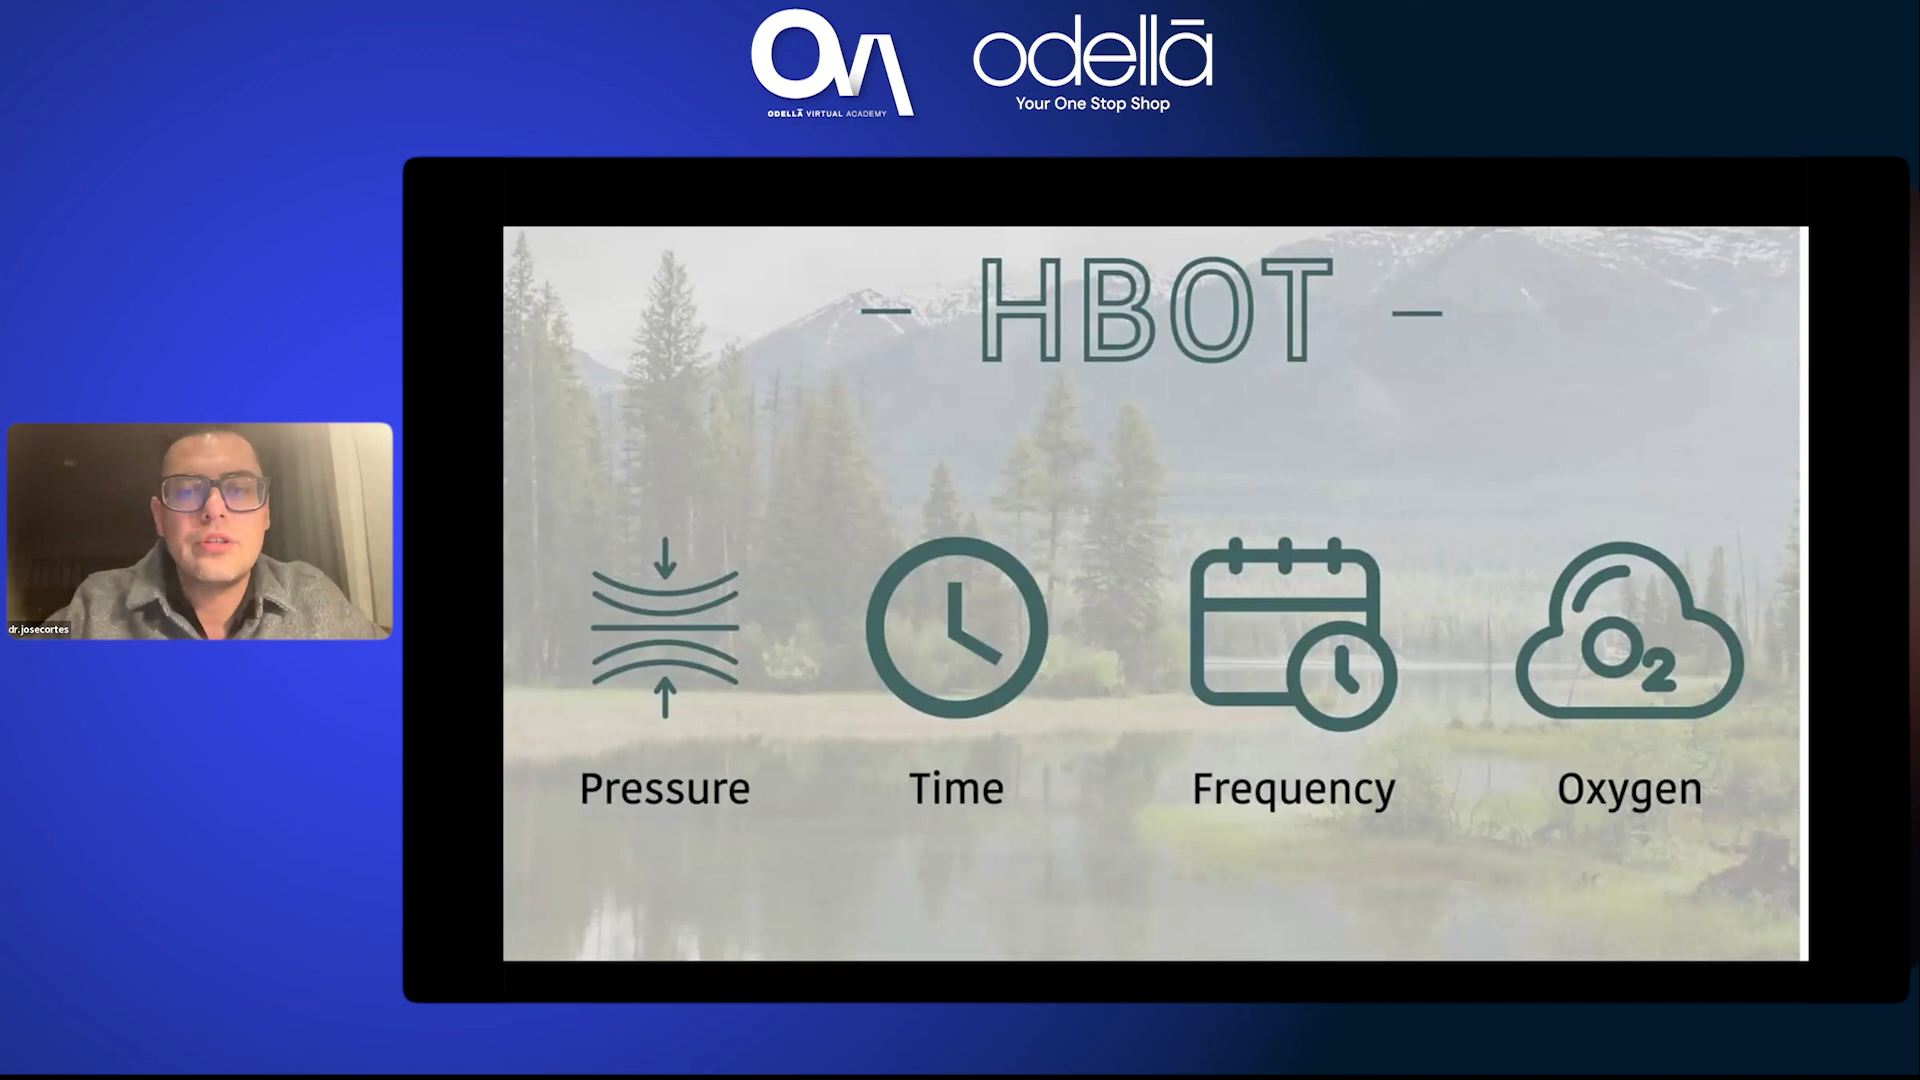 OVA
ODELLĀ VIRTUAL ACADEMY
odellā
Your One Stop Shop
– HBOT –
O2
Pressure
Time
Frequency
Oxygen
dr.josecortes